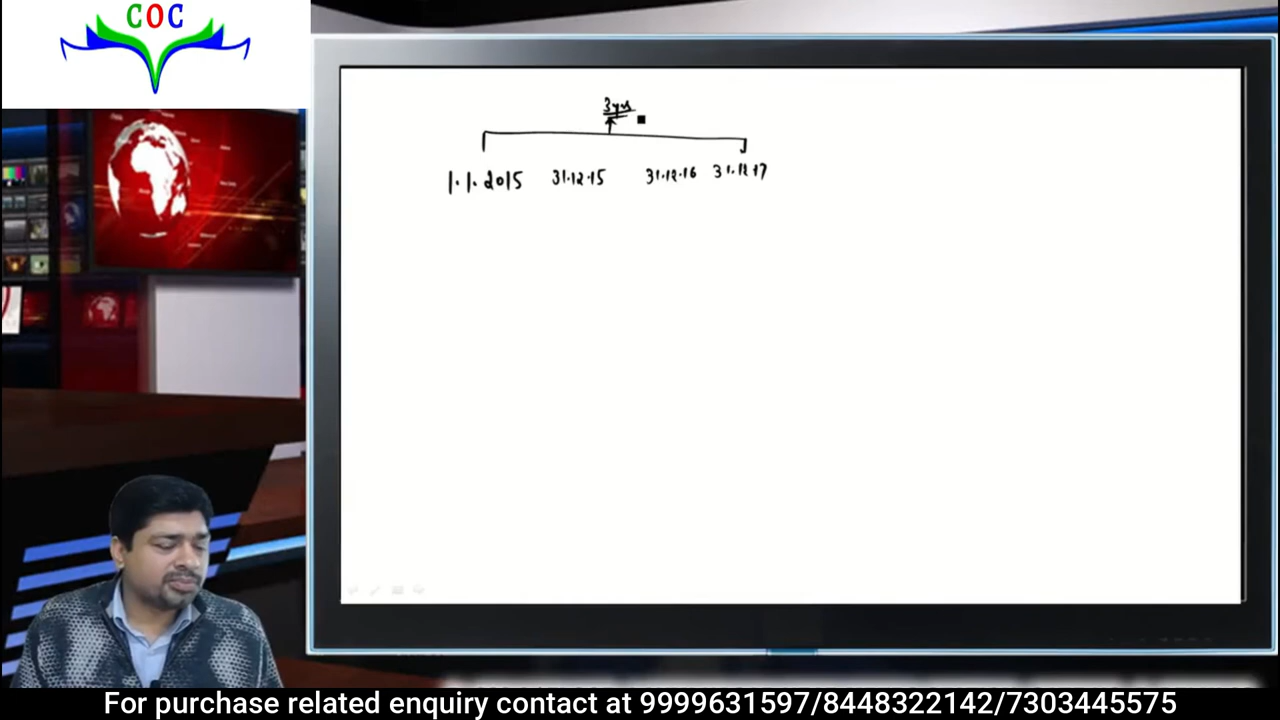 COC
3 yrs
1.1.2015 31.12.15 31.12.16 31.12.17
For purchase related enquiry contact at 9999631597/8448322142/7303445575